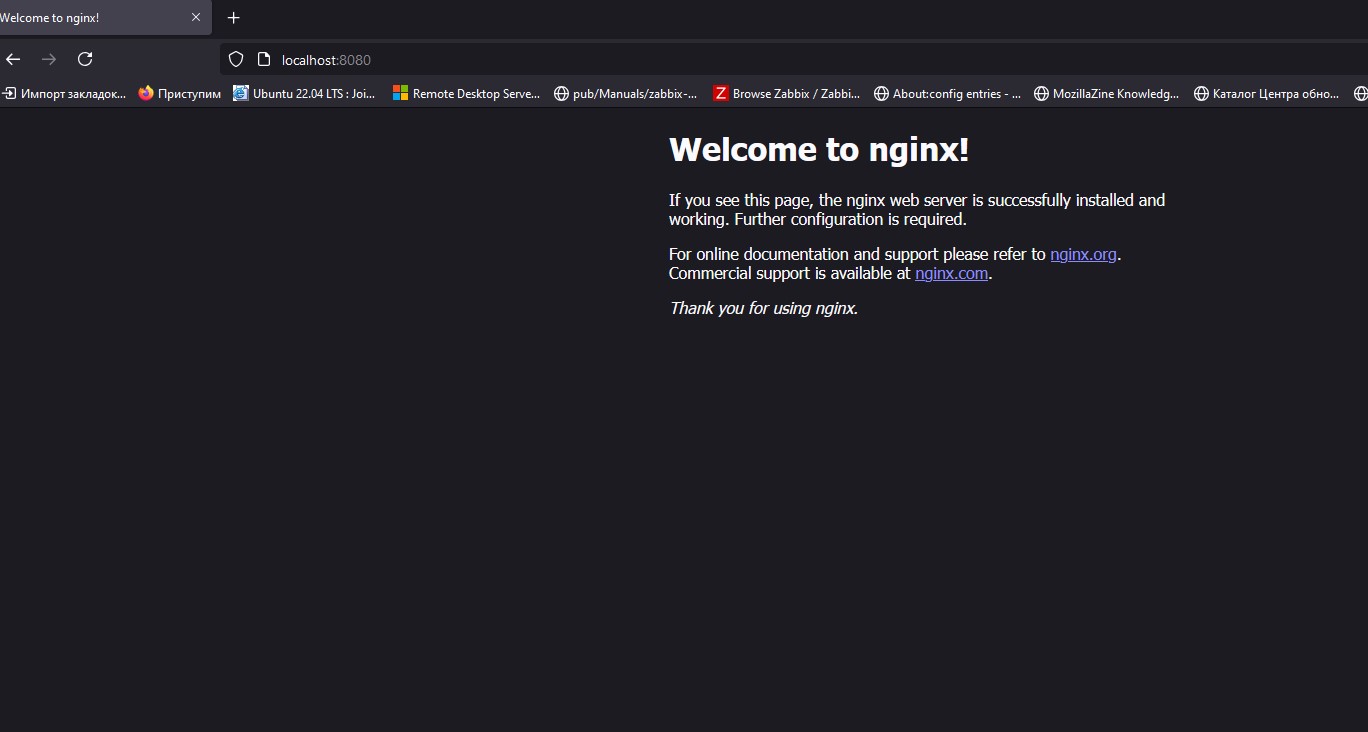 Welcome to nginx!
localhost:8080
Импорт закладок... Приступим Ubuntu 22.04 LTS : Joi... Remote Desktop Serve... pub/Manuals/zabbix-... Z Browse Zabbix / Zabbi... About:config entries - ... MozillaZine Knowledg... Каталог Центра обно...
Welcome to nginx!
If you see this page, the nginx web server is successfully installed and
working. Further configuration is required.
For online documentation and support please refer to nginx.org.
Commercial support is available at nginx.com.
Thank you for using nginx.